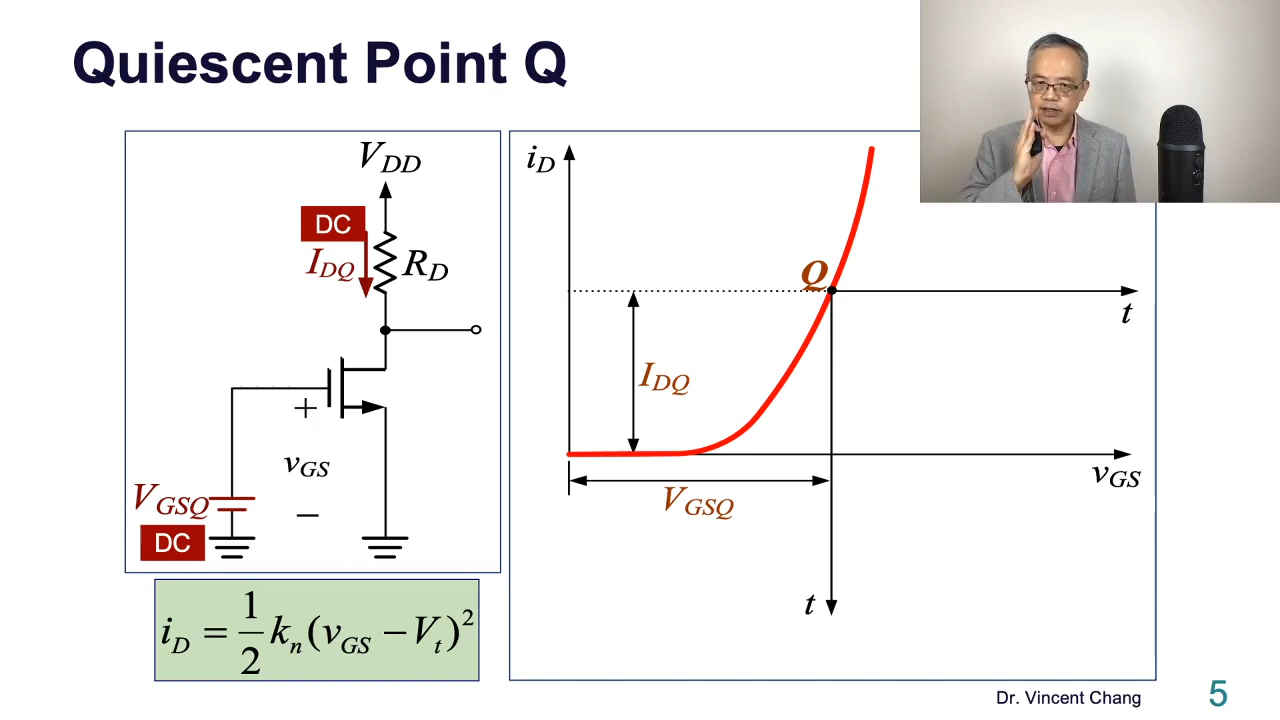 Quiescent Point Q
V_DD
DC
I_DQ
R_D
+
v_GS
−
V_GSQ
DC
i_D = 1/2 k_n (v_GS − V_t)^2
i_D
Q
t
I_DQ
v_GS
V_GSQ
t
Dr. Vincent Chang
5